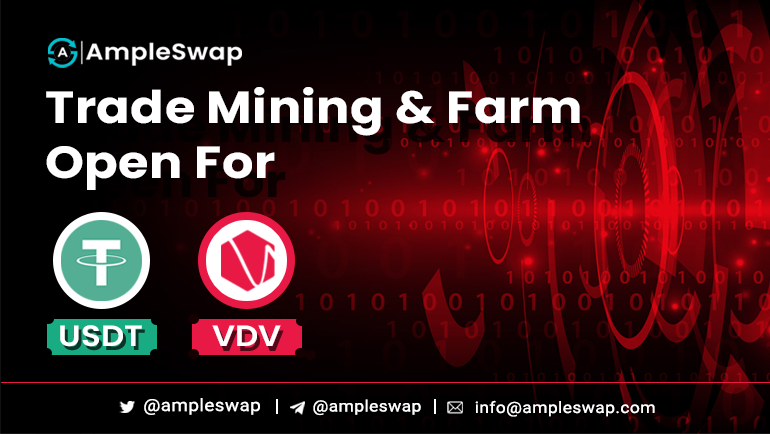 A | AmpleSwap
Trade Mining & Farm
Open For
USDT
VDV
@ampleswap | @ampleswap | info@ampleswap.com